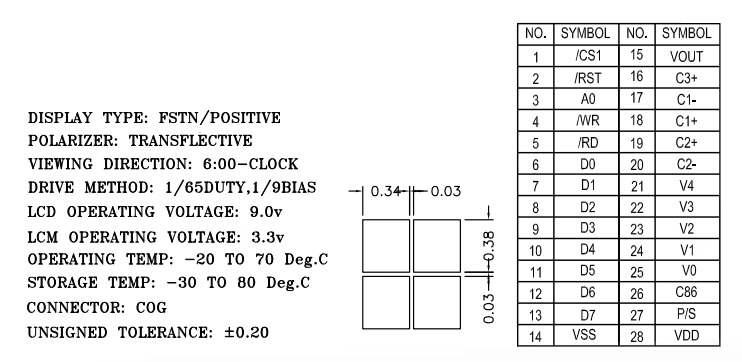 DISPLAY TYPE: FSTN/POSITIVE
POLARIZER: TRANSFLECTIVE
VIEWING DIRECTION: 6:00-CLOCK
DRIVE METHOD: 1/65DUTY,1/9BIAS
LCD OPERATING VOLTAGE: 9.0v
LCM OPERATING VOLTAGE: 3.3v
OPERATING TEMP: -20 TO 70 Deg.C
STORAGE TEMP: -30 TO 80 Deg.C
CONNECTOR: COG
UNSIGNED TOLERANCE: ±0.20
0.34 0.03
0.38
0.03
NO. SYMBOL NO. SYMBOL
1 /CS1 15 VOUT
2 /RST 16 C3+
3 A0 17 C1-
4 /WR 18 C1+
5 /RD 19 C2+
6 D0 20 C2-
7 D1 21 V4
8 D2 22 V3
9 D3 23 V2
10 D4 24 V1
11 D5 25 V0
12 D6 26 C86
13 D7 27 P/S
14 VSS 28 VDD